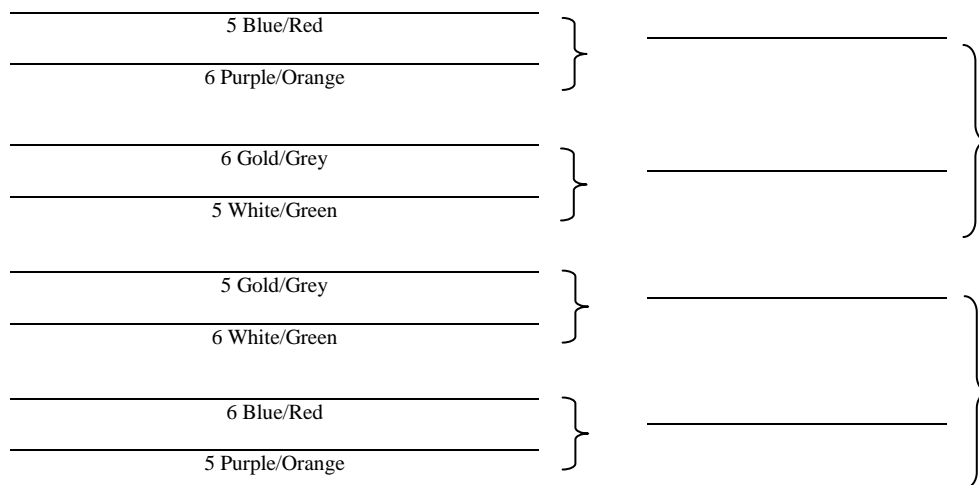 5 Blue/Red
6 Purple/Orange
6 Gold/Grey
5 White/Green
5 Gold/Grey
6 White/Green
6 Blue/Red
5 Purple/Orange